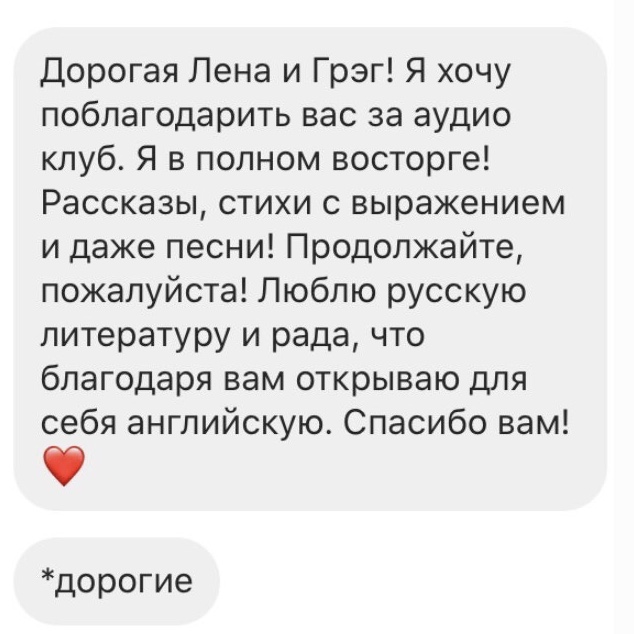 Дорогая Лена и Грэг! Я хочу
поблагодарить вас за аудио
клуб. Я в полном восторге!
Рассказы, стихи с выражением
и даже песни! Продолжайте,
пожалуйста! Люблю русскую
литературу и рада, что
благодаря вам открываю для
себя английскую. Спасибо вам!
❤️
*дорогие